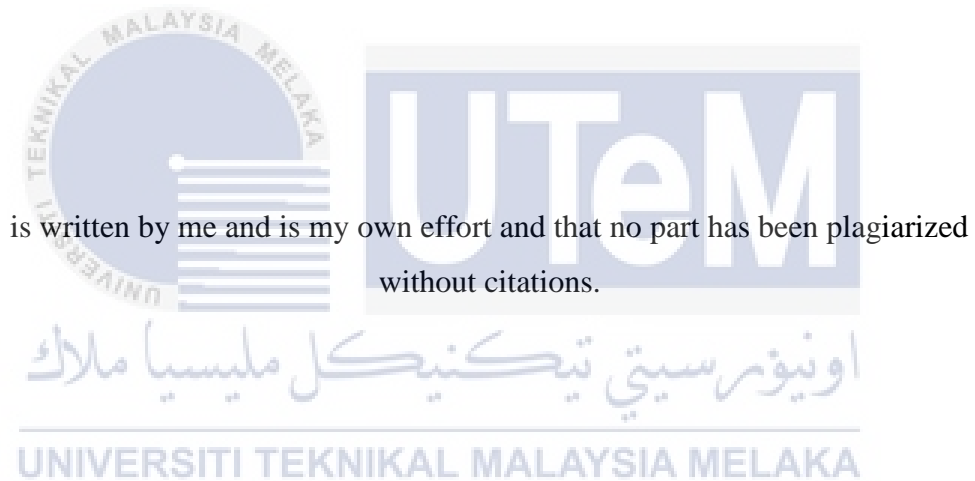 UNIVERSITI TEKNIKAL MALAYSIA MELAKA
UTeM
is written by me and is my own effort and that no part has been plagiarized
without citations.
اونيۏرسيتي تيكنيكل مليسيا ملاك
UNIVERSITI TEKNIKAL MALAYSIA MELAKA